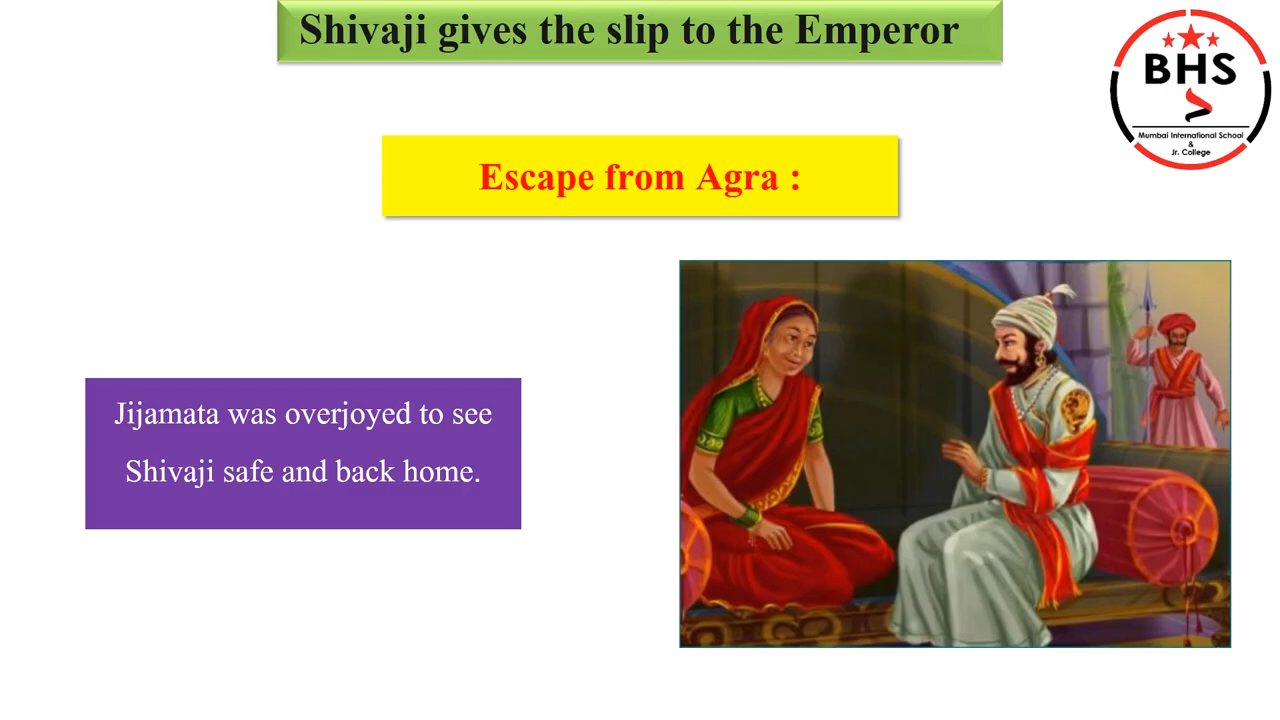 Shivaji gives the slip to the Emperor
BHS
Mumbai International School
&
Jr. College
Escape from Agra :
Jijamata was overjoyed to see
Shivaji safe and back home.